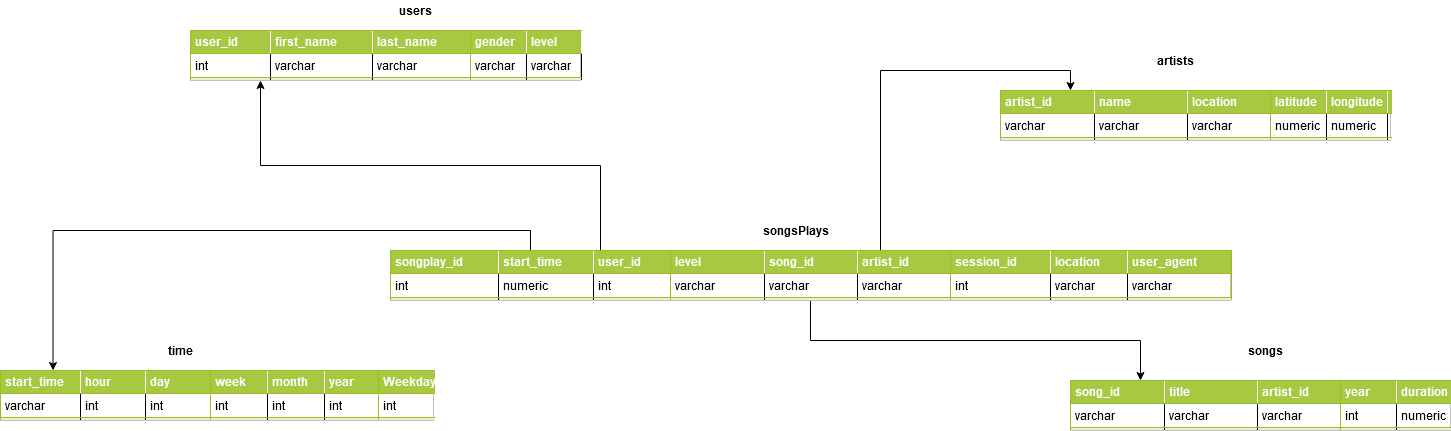 users
user_id first_name last_name gender level
int varchar varchar varchar varchar
artists
artist_id name location latitude longitude
varchar varchar varchar numeric numeric
songsPlays
songplay_id start_time user_id level song_id artist_id session_id location user_agent
int numeric int varchar varchar varchar int varchar varchar
time
start_time hour day week month year Weekday
varchar int int int int int int
songs
song_id title artist_id year duration
varchar varchar varchar int numeric